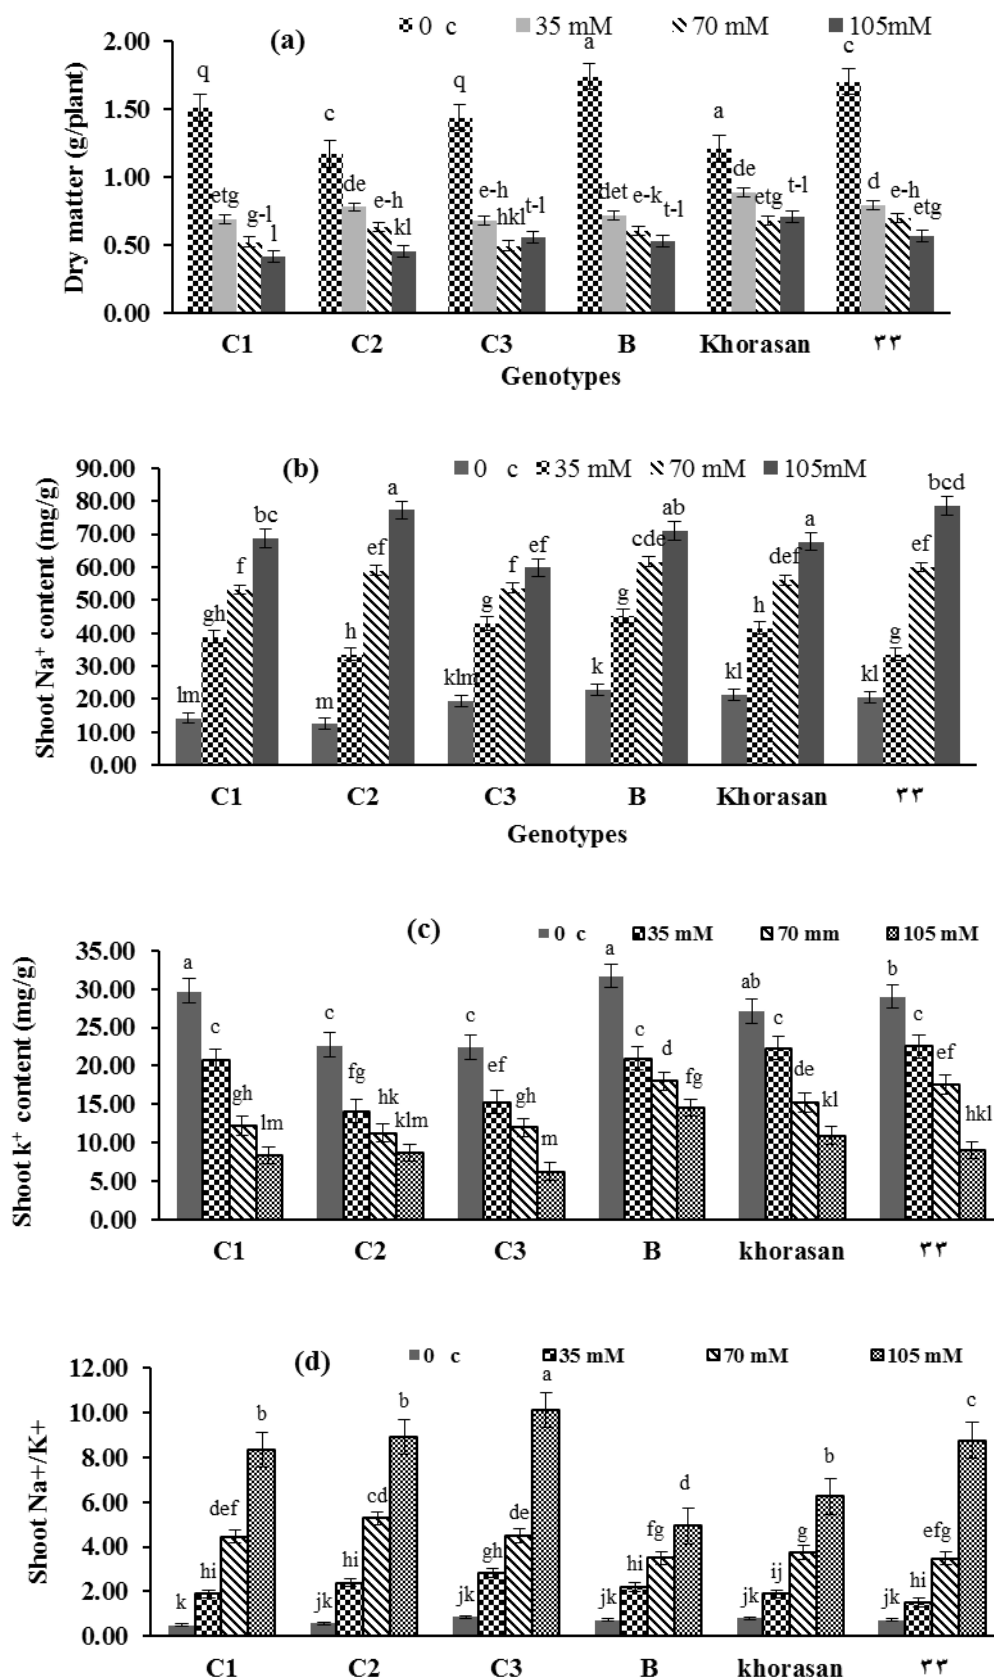 (a) 0 c 35 mM 70 mM 105mM
Dry matter (g/plant)
2.00
1.50
1.00
0.50
0.00
q etg g-l l
c de e-h kl
q e-h hkl t-l
a det e-k t-l
a de etg t-l
c d e-h etg
C1 C2 C3 B Khorasan ٣٣
Genotypes
(b) 0 c 35 mM 70 mM 105mM
Shoot Na⁺ content (mg/g)
90.00
80.00
70.00
60.00
50.00
40.00
30.00
20.00
10.00
0.00
lm gh f bc
m h ef a
klm g f ef
k g cde ab
kl h def a
kl g ef bcd
C1 C2 C3 B Khorasan ٣٣
Genotypes
(c) 0 c 35 mM 70 mm 105 mM
Shoot k⁺ content (mg/g)
35.00
30.00
25.00
20.00
15.00
10.00
5.00
0.00
a c gh lm
c fg hk klm
c ef gh m
a c d fg
ab c de kl
b c ef hkl
C1 C2 C3 B khorasan ٣٣
(d) 0 c 35 mM 70 mM 105 mM
Shoot Na+/K+
12.00
10.00
8.00
6.00
4.00
2.00
0.00
k hi def b
jk hi cd b
jk gh de a
jk hi fg d
jk ij g b
jk hi efg c
C1 C2 C3 B khorasan ٣٣